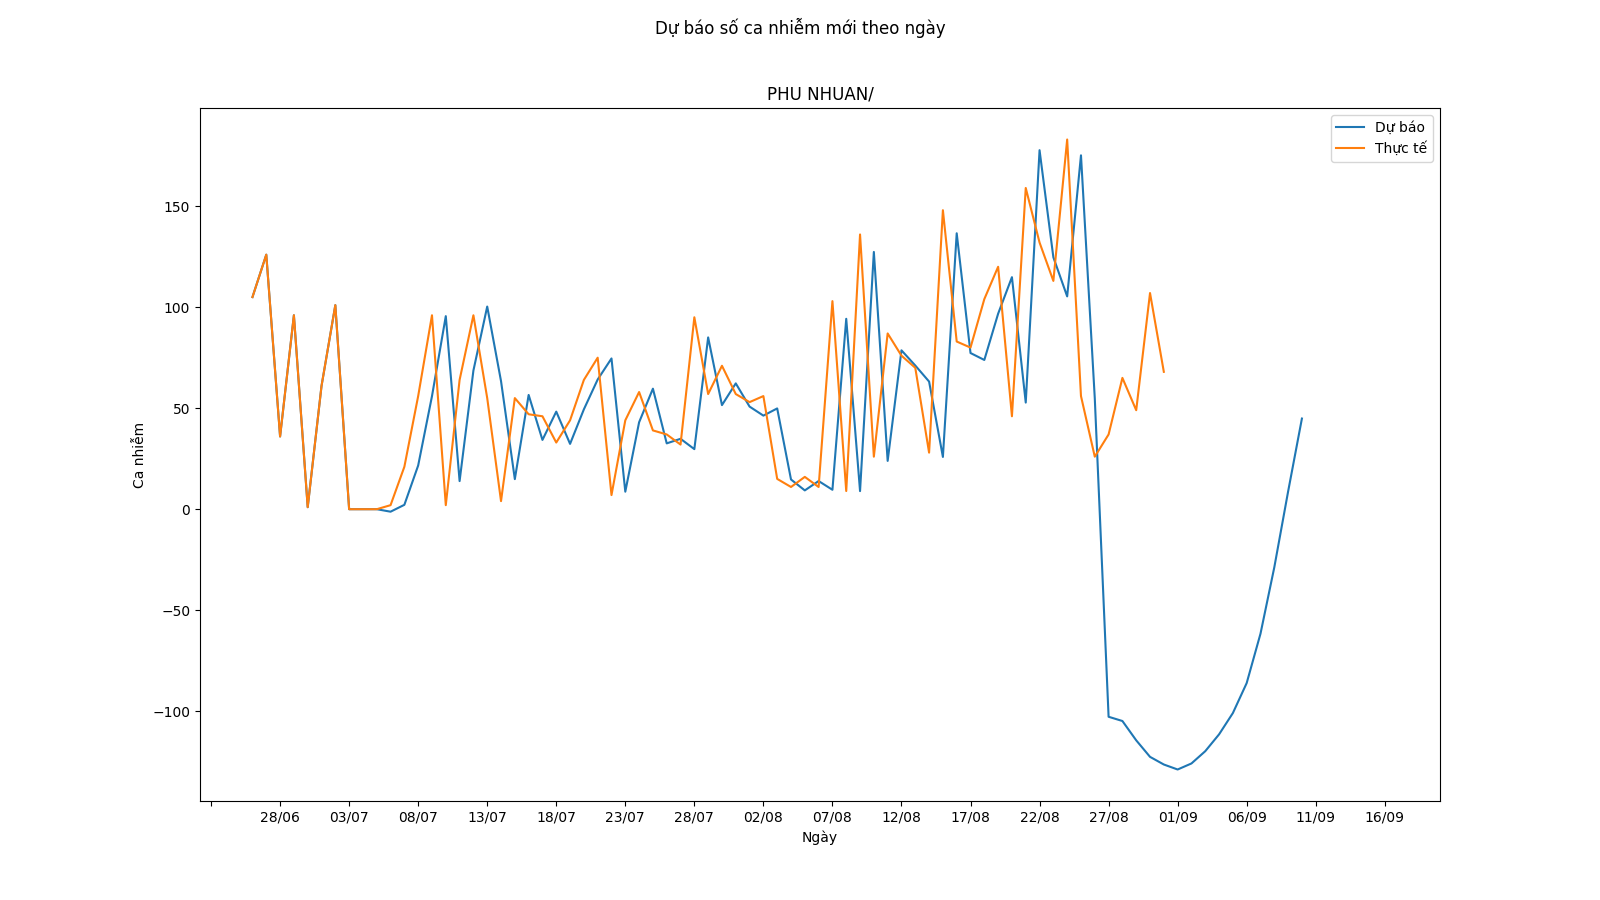 Dự báo số ca nhiễm mới theo ngày
PHU NHUAN/
Dự báo
Thực tế
150
100
50
0
−50
−100
Ca nhiễm
28/06 03/07 08/07 13/07 18/07 23/07 28/07 02/08 07/08 12/08 17/08 22/08 27/08 01/09 06/09 11/09 16/09
Ngày